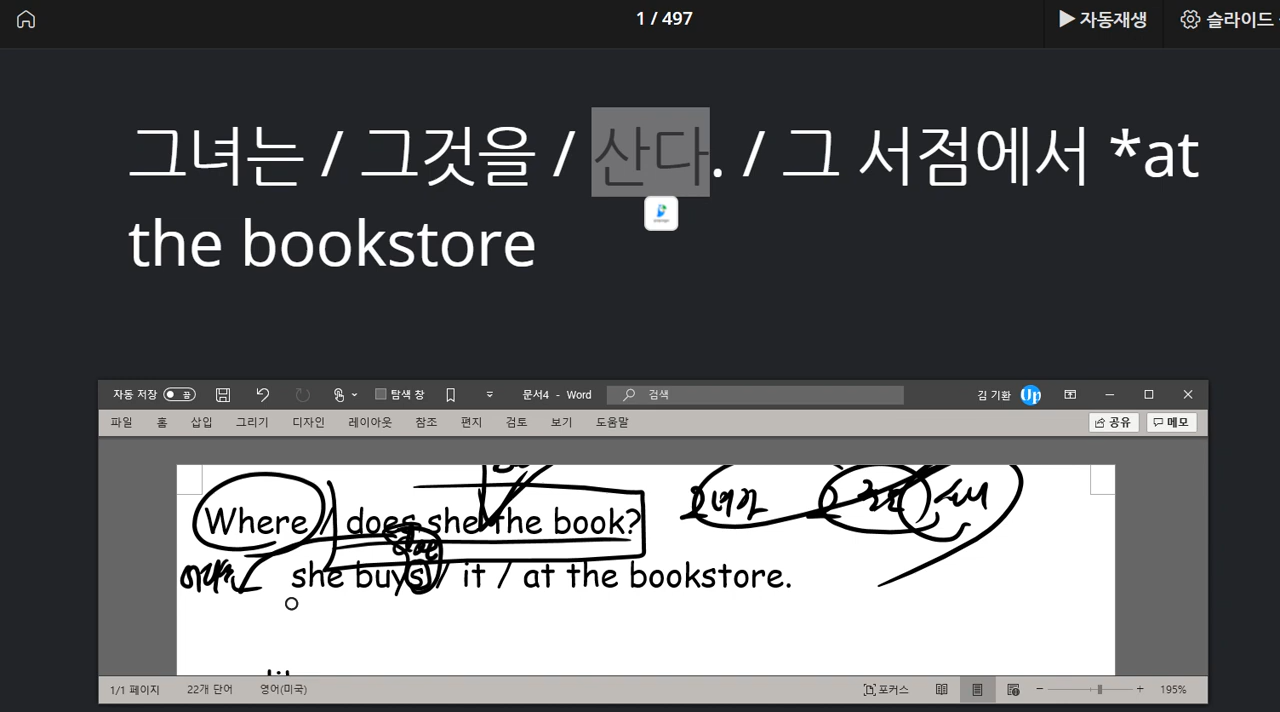 1 / 497
▶ 자동재생
슬라이드
그녀는 / 그것을 / 산다. / 그 서점에서 *at
the bookstore
자동 저장 끔 탐색 창 문서4 - Word 검색 김 기환 Up
파일 홈 삽입 그리기 디자인 레이아웃 참조 편지 검토 보기 도움말 공유 메모
Where / does she the book?
she buys / it / at the bookstore.
1/1 페이지 22개 단어 영어(미국) 포커스 195%